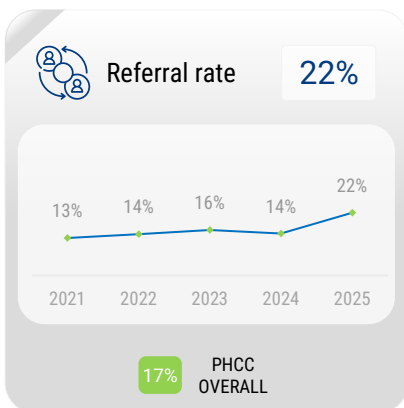 Referral rate 22%
13% 14% 16% 14% 22%
2021 2022 2023 2024 2025
17% PHCC
OVERALL